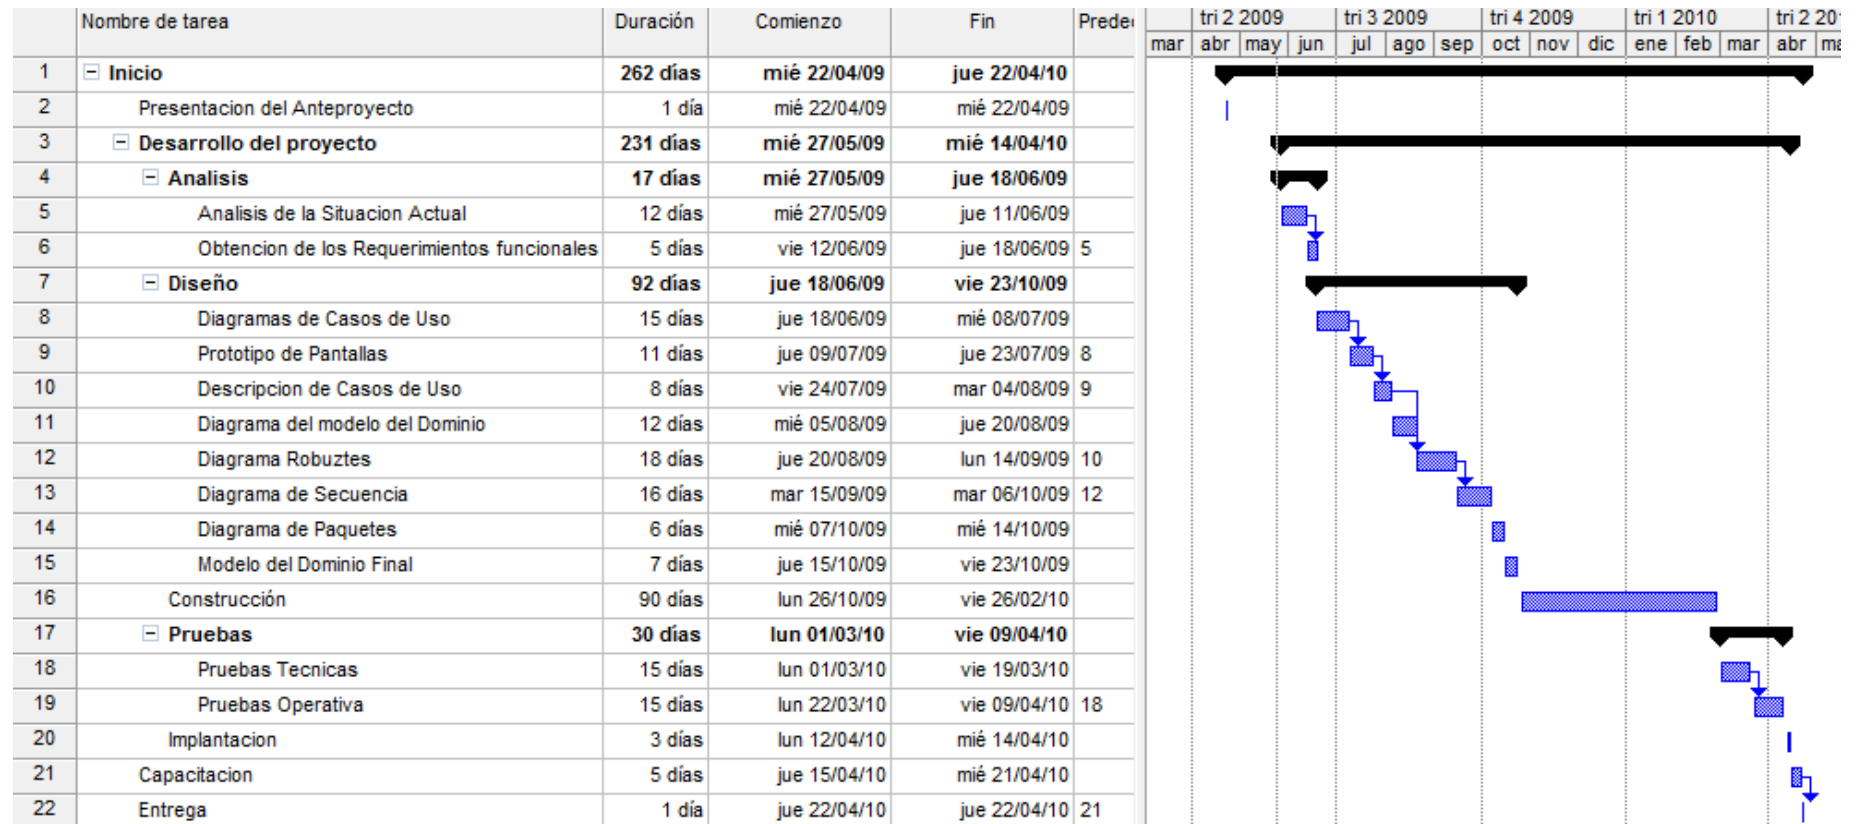 Nombre de tarea Duración Comienzo Fin Predec tri 2 2009 tri 3 2009 tri 4 2009 tri 1 2010 tri 2 20
mar abr may jun jul ago sep oct nov dic ene feb mar abr ma
1 Inicio 262 días mié 22/04/09 jue 22/04/10
2 Presentacion del Anteproyecto 1 día mié 22/04/09 mié 22/04/09
3 Desarrollo del proyecto 231 días mié 27/05/09 mié 14/04/10
4 Analisis 17 días mié 27/05/09 jue 18/06/09
5 Analisis de la Situacion Actual 12 días mié 27/05/09 jue 11/06/09
6 Obtencion de los Requerimientos funcionales 5 días vie 12/06/09 jue 18/06/09 5
7 Diseño 92 días jue 18/06/09 vie 23/10/09
8 Diagramas de Casos de Uso 15 días jue 18/06/09 mié 08/07/09
9 Prototipo de Pantallas 11 días jue 09/07/09 jue 23/07/09 8
10 Descripcion de Casos de Uso 8 días vie 24/07/09 mar 04/08/09 9
11 Diagrama del modelo del Dominio 12 días mié 05/08/09 jue 20/08/09
12 Diagrama Robuztes 18 días jue 20/08/09 lun 14/09/09 10
13 Diagrama de Secuencia 16 días mar 15/09/09 mar 06/10/09 12
14 Diagrama de Paquetes 6 días mié 07/10/09 mié 14/10/09
15 Modelo del Dominio Final 7 días jue 15/10/09 vie 23/10/09
16 Construcción 90 días lun 26/10/09 vie 26/02/10
17 Pruebas 30 días lun 01/03/10 vie 09/04/10
18 Pruebas Tecnicas 15 días lun 01/03/10 vie 19/03/10
19 Pruebas Operativa 15 días lun 22/03/10 vie 09/04/10 18
20 Implantacion 3 días lun 12/04/10 mié 14/04/10
21 Capacitacion 5 días jue 15/04/10 mié 21/04/10
22 Entrega 1 día jue 22/04/10 jue 22/04/10 21